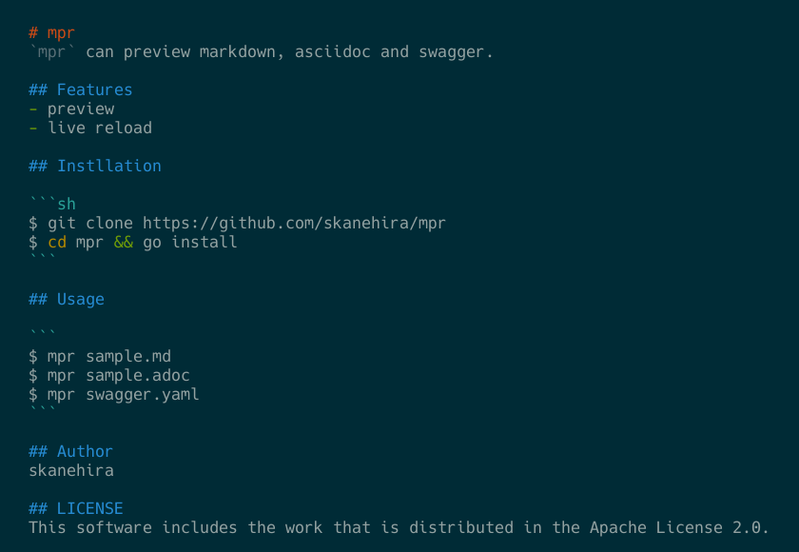 # mpr
`mpr` can preview markdown, asciidoc and swagger.
## Features
- preview
- live reload
## Instllation
```sh
$ git clone https://github.com/skanehira/mpr
$ cd mpr && go install
```
## Usage
```
$ mpr sample.md
$ mpr sample.adoc
$ mpr swagger.yaml
```
## Author
skanehira
## LICENSE
This software includes the work that is distributed in the Apache License 2.0.